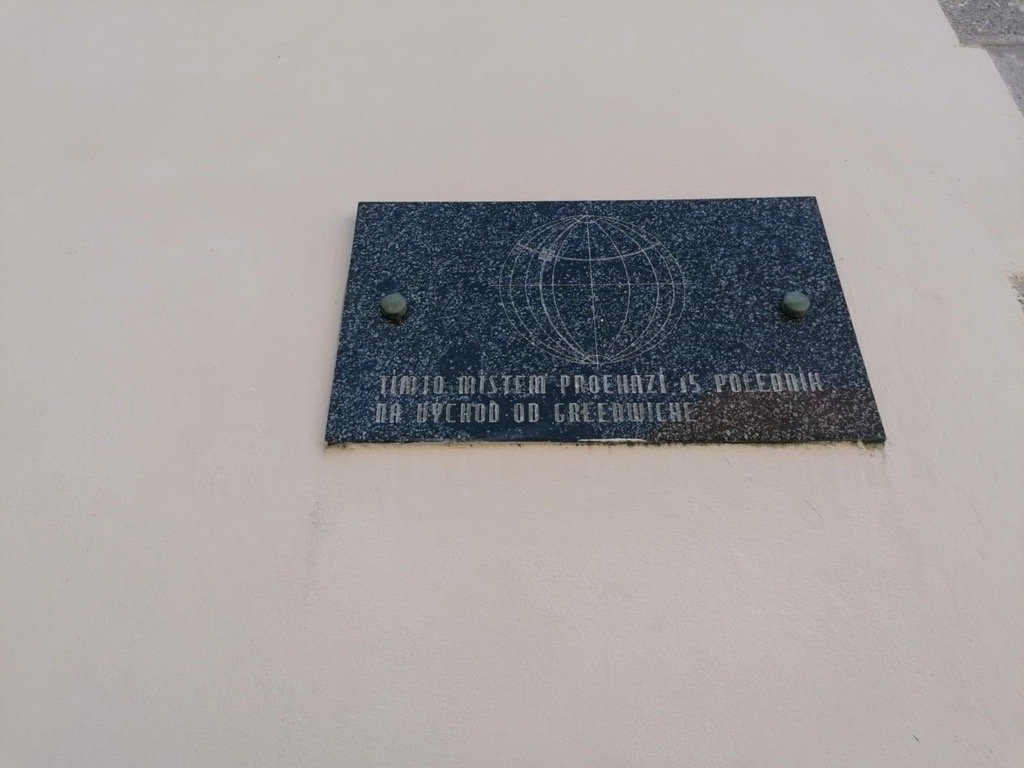 TÍMTO MÍSTEM PROCHÁZÍ 15 POLEDNÍK
NA VÝCHOD OD GREENWICHE